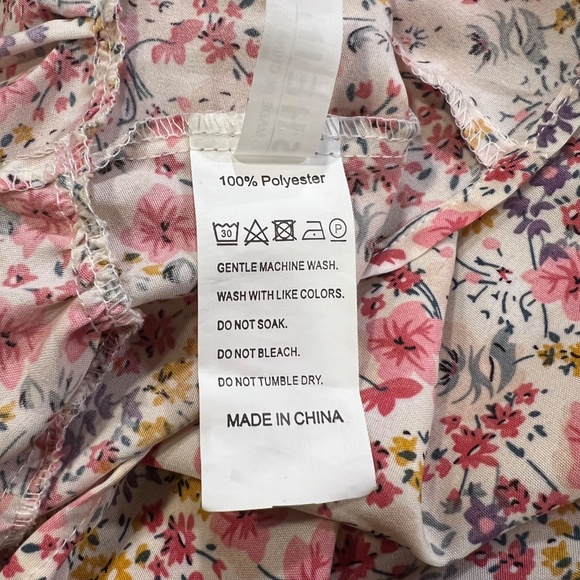 100% Polyester
30 P
GENTLE MACHINE WASH.
WASH WITH LIKE COLORS.
DO NOT SOAK.
DO NOT BLEACH.
DO NOT TUMBLE DRY.
MADE IN CHINA